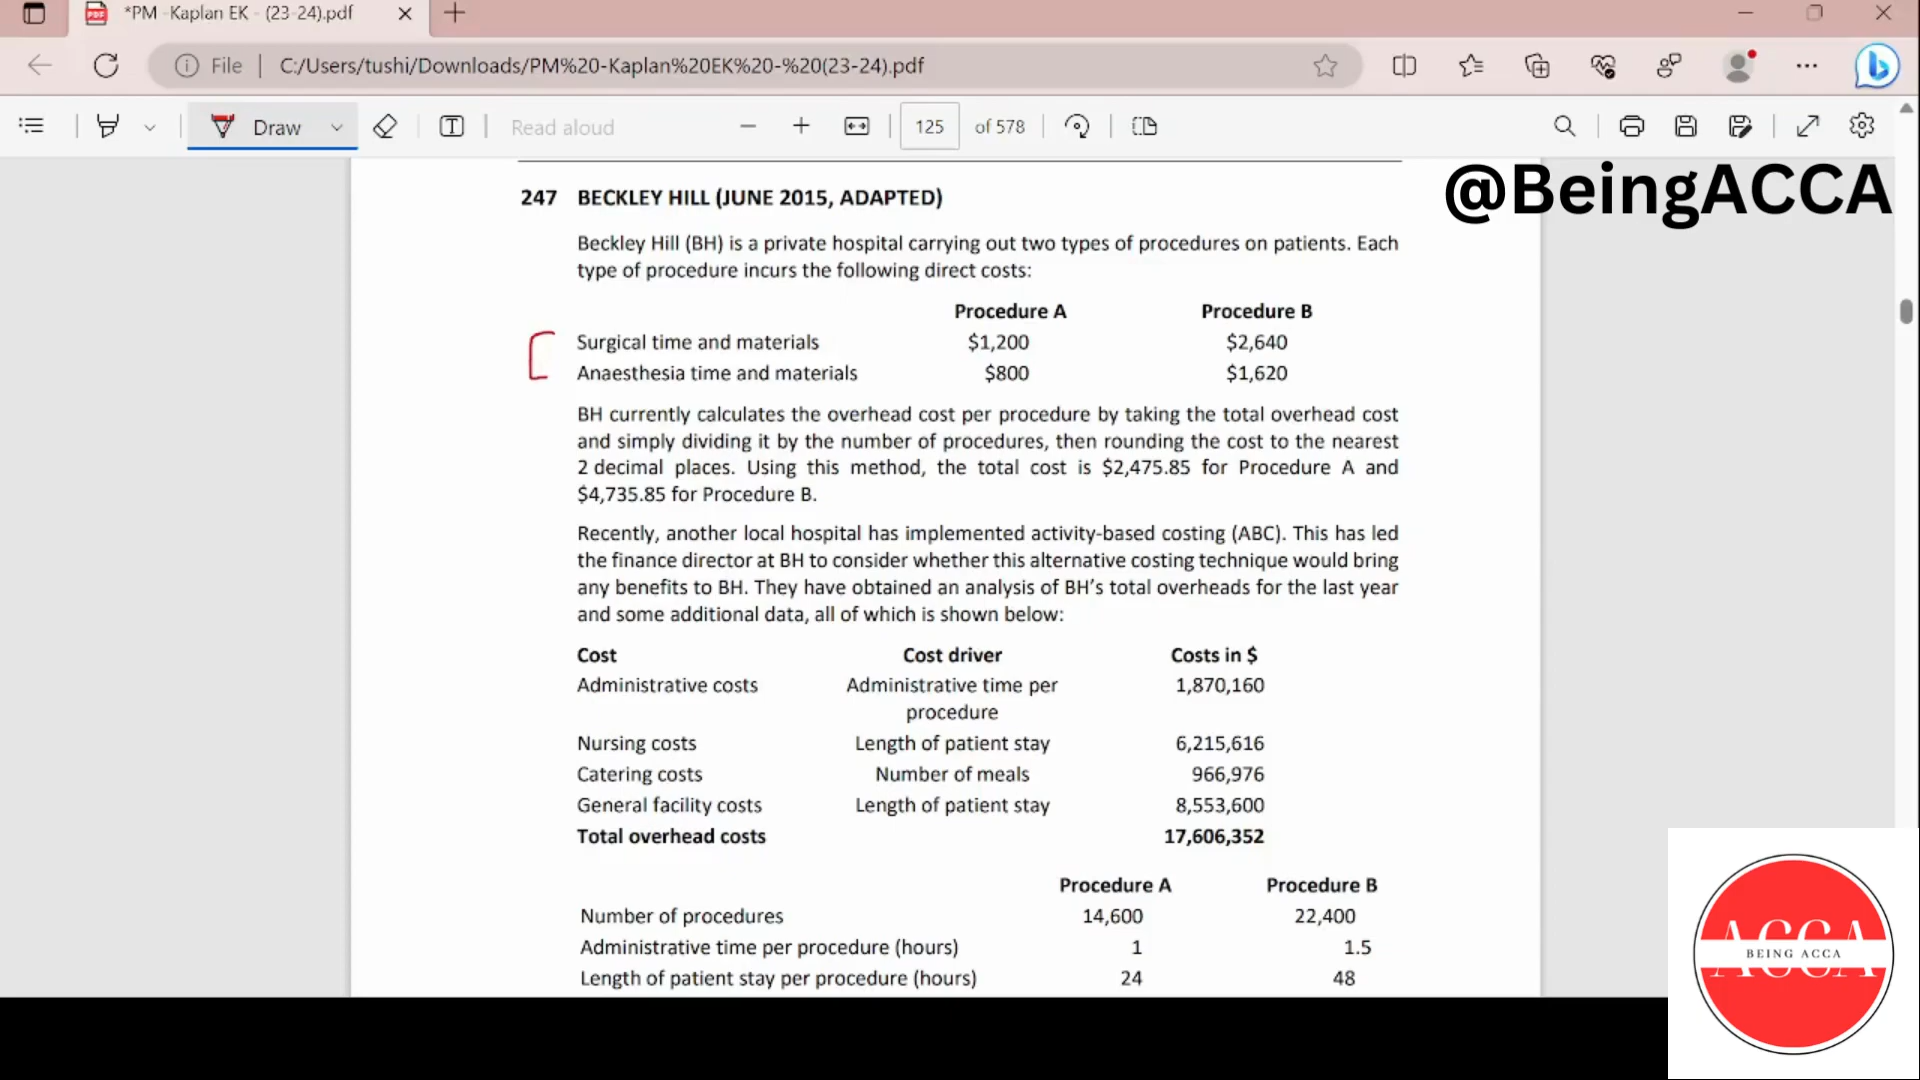 *PM -Kaplan EK - (23-24).pdf
File | C:/Users/tushi/Downloads/PM%20-Kaplan%20EK%20-%20(23-24).pdf
Draw Read aloud 125 of 578
@BeingACCA
247 BECKLEY HILL (JUNE 2015, ADAPTED)
Beckley Hill (BH) is a private hospital carrying out two types of procedures on patients. Each
type of procedure incurs the following direct costs:
Procedure A Procedure B
Surgical time and materials $1,200 $2,640
Anaesthesia time and materials $800 $1,620
BH currently calculates the overhead cost per procedure by taking the total overhead cost
and simply dividing it by the number of procedures, then rounding the cost to the nearest
2 decimal places. Using this method, the total cost is $2,475.85 for Procedure A and
$4,735.85 for Procedure B.
Recently, another local hospital has implemented activity-based costing (ABC). This has led
the finance director at BH to consider whether this alternative costing technique would bring
any benefits to BH. They have obtained an analysis of BH's total overheads for the last year
and some additional data, all of which is shown below:
Cost Cost driver Costs in $
Administrative costs Administrative time per 1,870,160
procedure
Nursing costs Length of patient stay 6,215,616
Catering costs Number of meals 966,976
General facility costs Length of patient stay 8,553,600
Total overhead costs 17,606,352
Procedure A Procedure B
Number of procedures 14,600 22,400
Administrative time per procedure (hours) 1 1.5
Length of patient stay per procedure (hours) 24 48
ACCA
BEING ACCA
ACCA